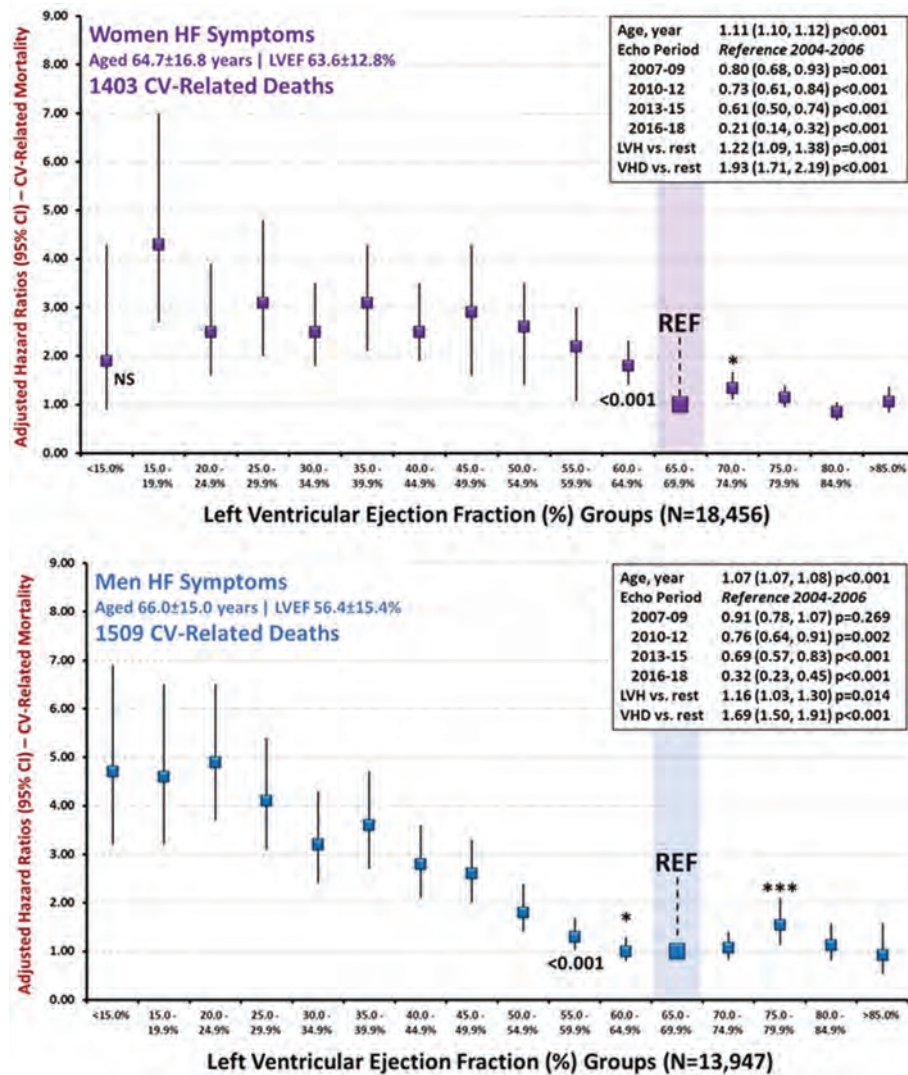 Adjusted Hazard Ratios (95% CI) – CV-Related Mortality
9.00
8.00
7.00
6.00
5.00
4.00
3.00
2.00
1.00
0.00
Women HF Symptoms
Aged 64.7±16.8 years | LVEF 63.6±12.8%
1403 CV-Related Deaths
Age, year 1.11 (1.10, 1.12) p<0.001
Echo Period Reference 2004-2006
2007-09 0.80 (0.68, 0.93) p=0.001
2010-12 0.73 (0.61, 0.84) p<0.001
2013-15 0.61 (0.50, 0.74) p<0.001
2016-18 0.21 (0.14, 0.32) p<0.001
LVH vs. rest 1.22 (1.09, 1.38) p=0.001
VHD vs. rest 1.93 (1.71, 2.19) p<0.001
REF
*
NS
<0.001
<15.0% 15.0 - 20.0 - 25.0 - 30.0 - 35.0 - 40.0 - 45.0 - 50.0 - 55.0 - 60.0 - 65.0 - 70.0 - 75.0 - 80.0 - >85.0%
19.9% 24.9% 29.9% 34.9% 39.9% 44.9% 49.9% 54.9% 59.9% 64.9% 69.9% 74.9% 79.9% 84.9%
Left Ventricular Ejection Fraction (%) Groups (N=18,456)
Adjusted Hazard Ratios (95% CI) – CV-Related Mortality
9.00
8.00
7.00
6.00
5.00
4.00
3.00
2.00
1.00
0.00
Men HF Symptoms
Aged 66.0±15.0 years | LVEF 56.4±15.4%
1509 CV-Related Deaths
Age, year 1.07 (1.07, 1.08) p<0.001
Echo Period Reference 2004-2006
2007-09 0.91 (0.78, 1.07) p=0.269
2010-12 0.76 (0.64, 0.91) p=0.002
2013-15 0.69 (0.57, 0.83) p<0.001
2016-18 0.32 (0.23, 0.45) p<0.001
LVH vs. rest 1.16 (1.03, 1.30) p=0.014
VHD vs. rest 1.69 (1.50, 1.91) p<0.001
REF
***
*
<0.001
<15.0% 15.0 - 20.0 - 25.0 - 30.0 - 35.0 - 40.0 - 45.0 - 50.0 - 55.0 - 60.0 - 65.0 - 70.0 - 75.0 - 80.0 - >85.0%
19.9% 24.9% 29.9% 34.9% 39.9% 44.9% 49.9% 54.9% 59.9% 64.9% 69.9% 74.9% 79.9% 84.9%
Left Ventricular Ejection Fraction (%) Groups (N=13,947)